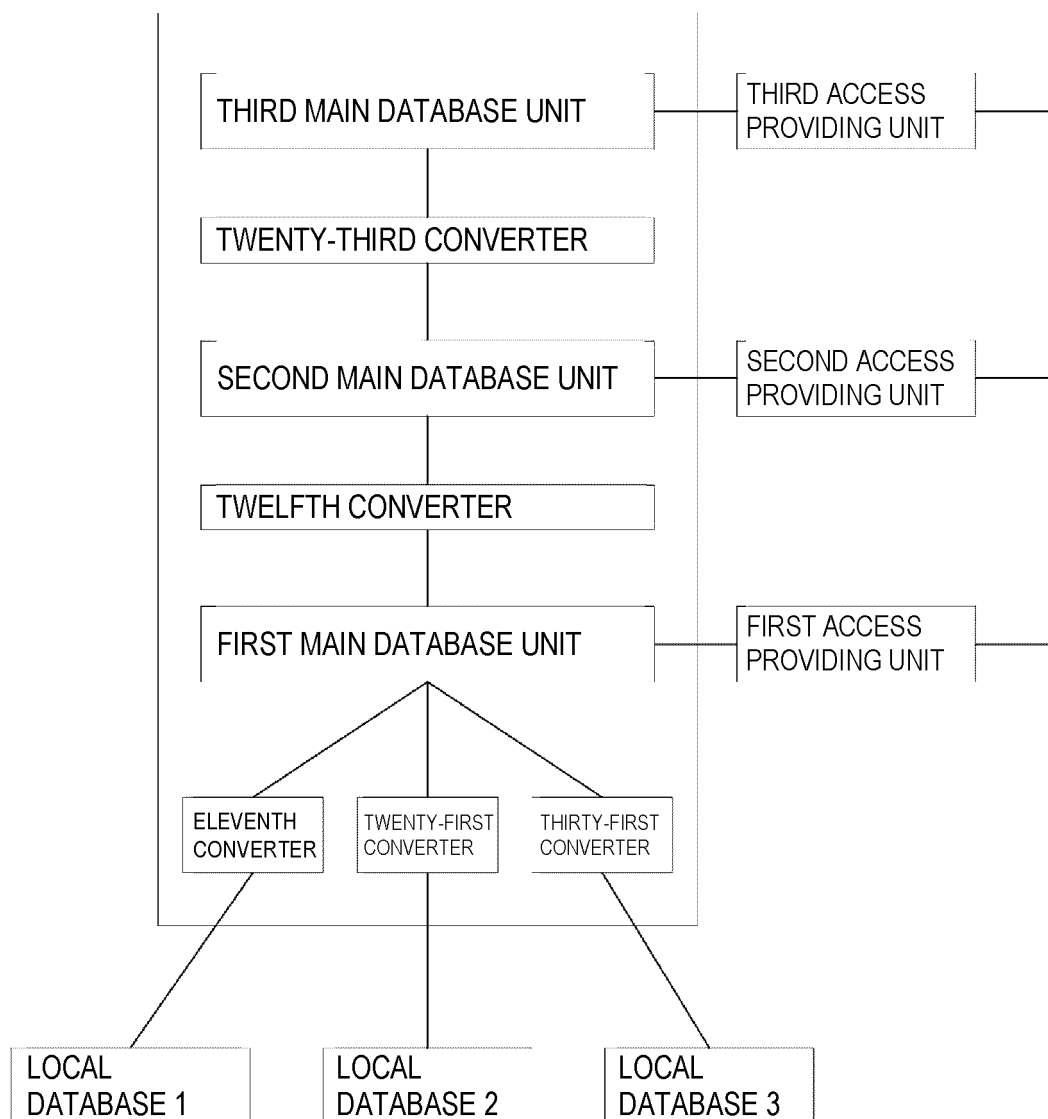 THIRD MAIN DATABASE UNIT
THIRD ACCESS
PROVIDING UNIT
TWENTY-THIRD CONVERTER
SECOND MAIN DATABASE UNIT
SECOND ACCESS
PROVIDING UNIT
TWELFTH CONVERTER
FIRST MAIN DATABASE UNIT
FIRST ACCESS
PROVIDING UNIT
ELEVENTH
CONVERTER
TWENTY-FIRST
CONVERTER
THIRTY-FIRST
CONVERTER
LOCAL
DATABASE 1
LOCAL
DATABASE 2
LOCAL
DATABASE 3